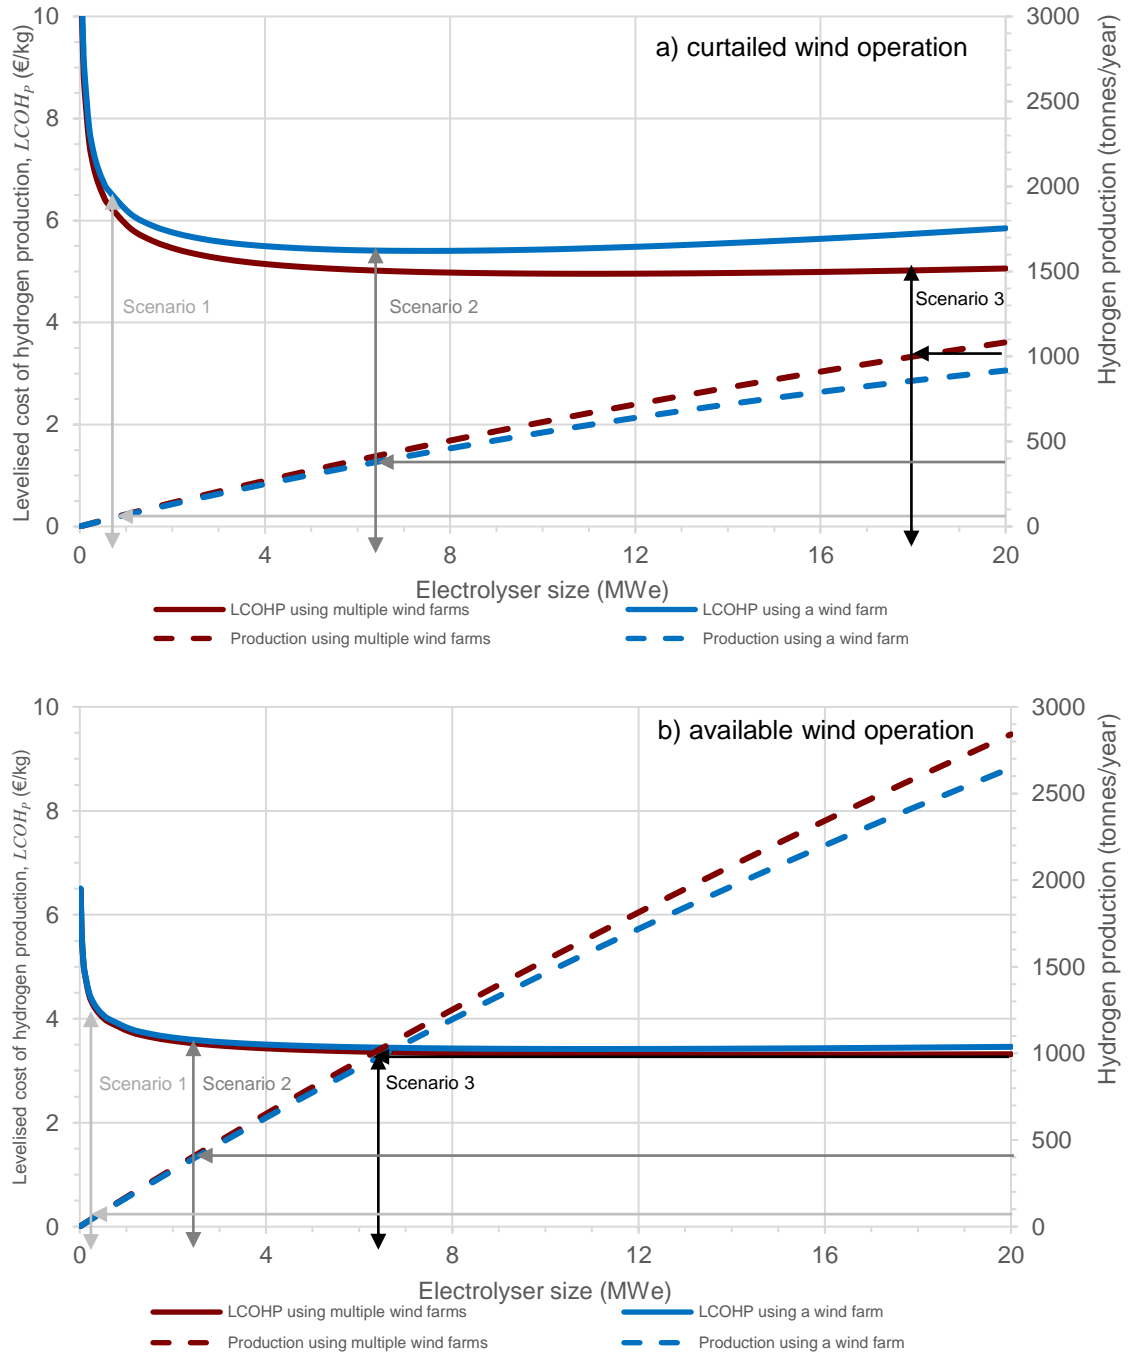 a) curtailed wind operation
Levelised cost of hydrogen production, LCOH_P (€/kg)
10
8
6
4
2
0
Hydrogen production (tonnes/year)
3000
2500
2000
1500
1000
500
0
Scenario 1
Scenario 2
Scenario 3
0 4 8 12 16 20
Electrolyser size (MWe)
LCOHP using multiple wind farms
LCOHP using a wind farm
Production using multiple wind farms
Production using a wind farm
b) available wind operation
Levelised cost of hydrogen production, LCOH_P (€/kg)
10
8
6
4
2
0
Hydrogen production (tonnes/year)
3000
2500
2000
1500
1000
500
0
Scenario 1
Scenario 2
Scenario 3
0 4 8 12 16 20
Electrolyser size (MWe)
LCOHP using multiple wind farms
LCOHP using a wind farm
Production using multiple wind farms
Production using a wind farm